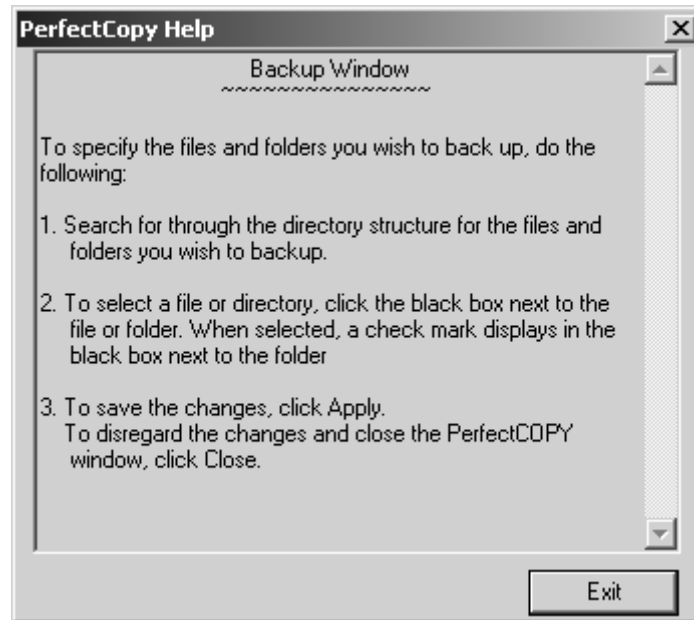 PerfectCopy Help
Backup Window
~~~~~~~~~~~~~~~
To specify the files and folders you wish to back up, do the
following:
1. Search for through the directory structure for the files and
folders you wish to backup.
2. To select a file or directory, click the black box next to the
file or folder. When selected, a check mark displays in the
black box next to the folder
3. To save the changes, click Apply.
To disregard the changes and close the PerfectCOPY
window, click Close.
Exit